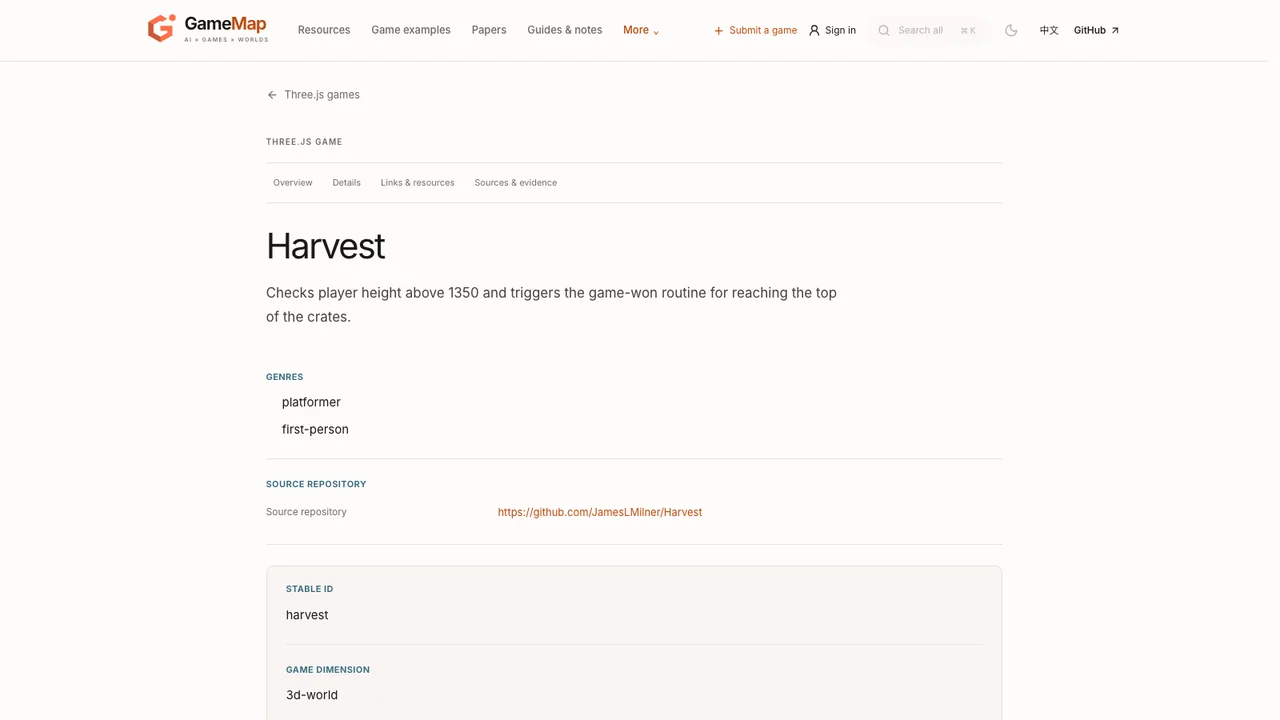 GameMap
AI × GAMES × WORLDS
Resources
Game examples
Papers
Guides & notes
More
Submit a game
Sign in
Search all
⌘ K
中文
GitHub ↗
← Three.js games
THREE.JS GAME
Overview
Details
Links & resources
Sources & evidence
Harvest
Checks player height above 1350 and triggers the game-won routine for reaching the top
of the crates.
GENRES
platformer
first-person
SOURCE REPOSITORY
Source repository
https://github.com/JamesLMilner/Harvest
STABLE ID
harvest
GAME DIMENSION
3d-world